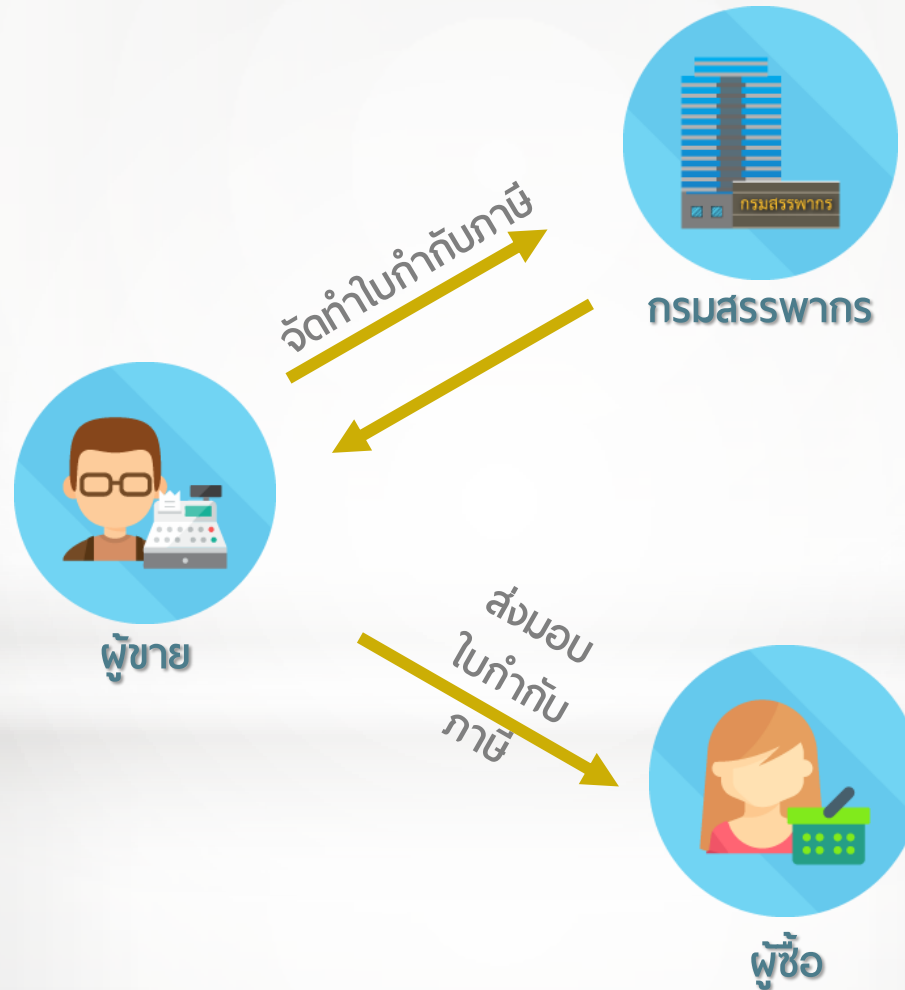 กรมสรรพากร
กรมสรรพากร
จัดทำใบกำกับภาษี
ผู้ขาย
ส่งมอบ
ใบกำกับ
ภาษี
ผู้ซื้อ